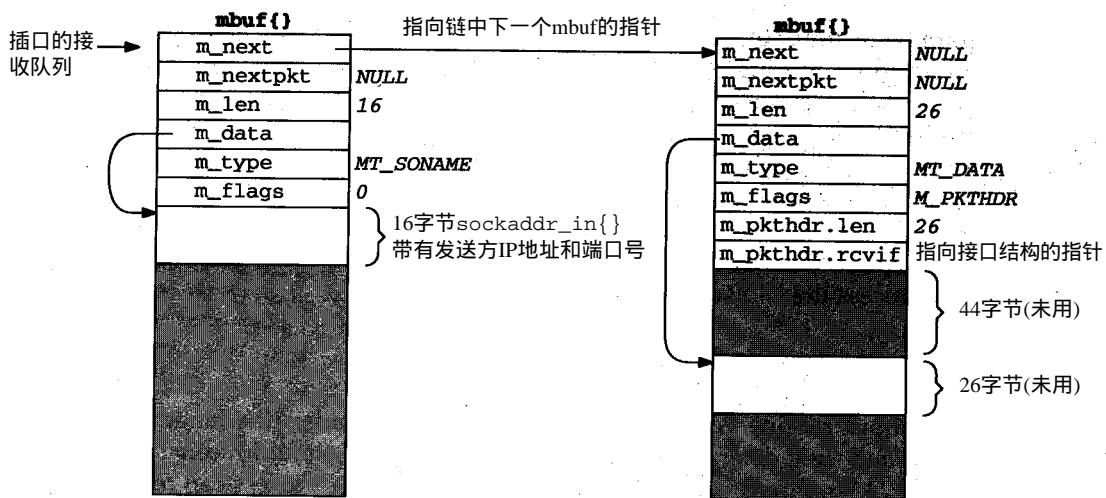 mbuf{}
插口的接
收队列
m_next
m_nextpkt NULL
m_len 16
m_data
m_type MT_SONAME
m_flags 0
16字节sockaddr_in{}
带有发送方IP地址和端口号
指向链中下一个mbuf的指针
mbuf{}
m_next NULL
m_nextpkt NULL
m_len 26
m_data
m_type MT_DATA
m_flags M_PKTHDR
m_pkthdr.len 26
m_pkthdr.rcvif 指向接口结构的指针
44字节(未用)
26字节(未用)